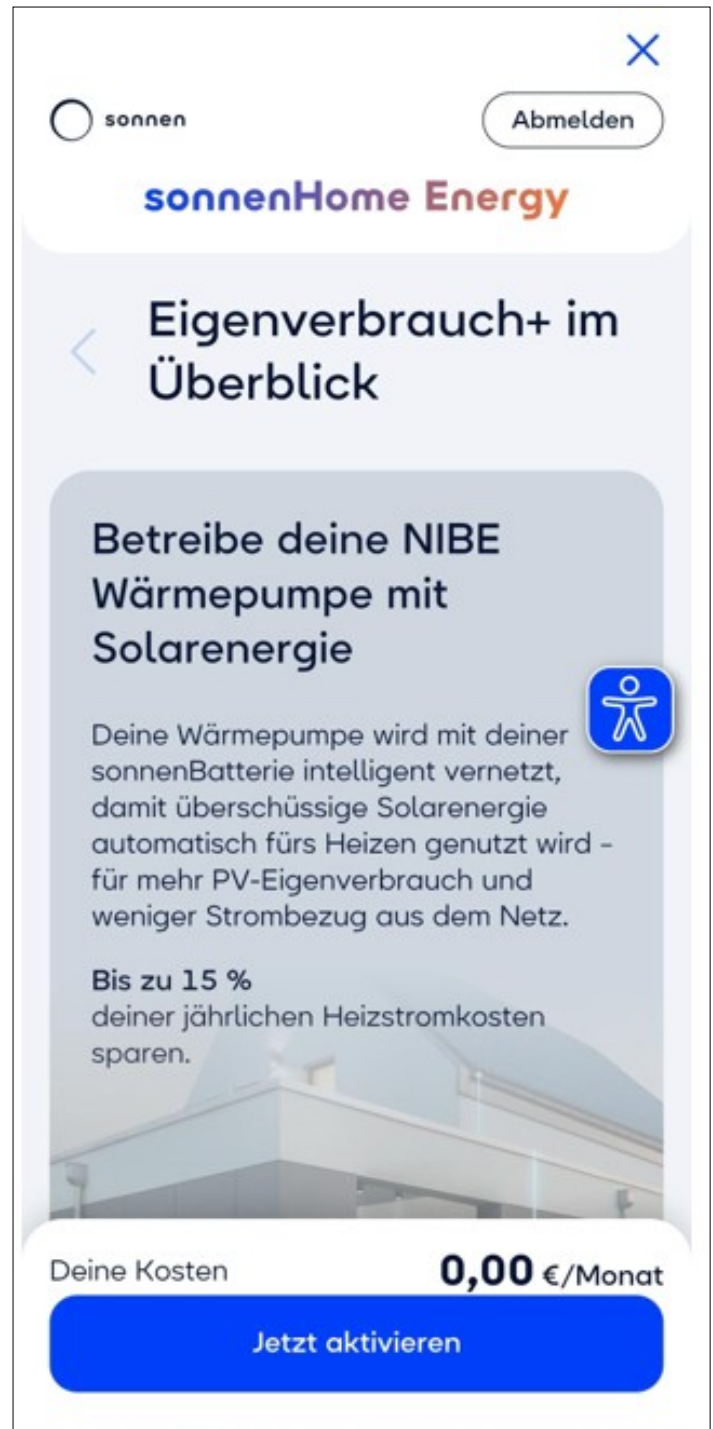 sonnen
Abmelden
sonnenHome Energy
Eigenverbrauch+ im
Überblick
Betreibe deine NIBE
Wärmepumpe mit
Solarenergie
Deine Wärmepumpe wird mit deiner
sonnenBatterie intelligent vernetzt,
damit überschüssige Solarenergie
automatisch fürs Heizen genutzt wird –
für mehr PV-Eigenverbrauch und
weniger Strombezug aus dem Netz.
Bis zu 15 %
deiner jährlichen Heizstromkosten
sparen.
Deine Kosten 0,00 €/Monat
Jetzt aktivieren